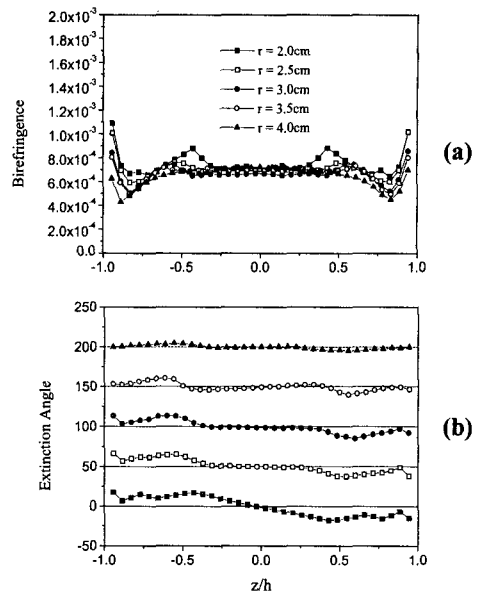 2.0x10⁻³
1.8x10⁻³
1.6x10⁻³
1.4x10⁻³
1.2x10⁻³
1.0x10⁻³
8.0x10⁻⁴
6.0x10⁻⁴
4.0x10⁻⁴
2.0x10⁻⁴
0.0
Birefringence
r = 2.0cm
r = 2.5cm
r = 3.0cm
r = 3.5cm
r = 4.0cm
(a)
-1.0 -0.5 0.0 0.5 1.0
250
200
150
100
50
0
-50
Extinction Angle
(b)
-1.0 -0.5 0.0 0.5 1.0
z/h